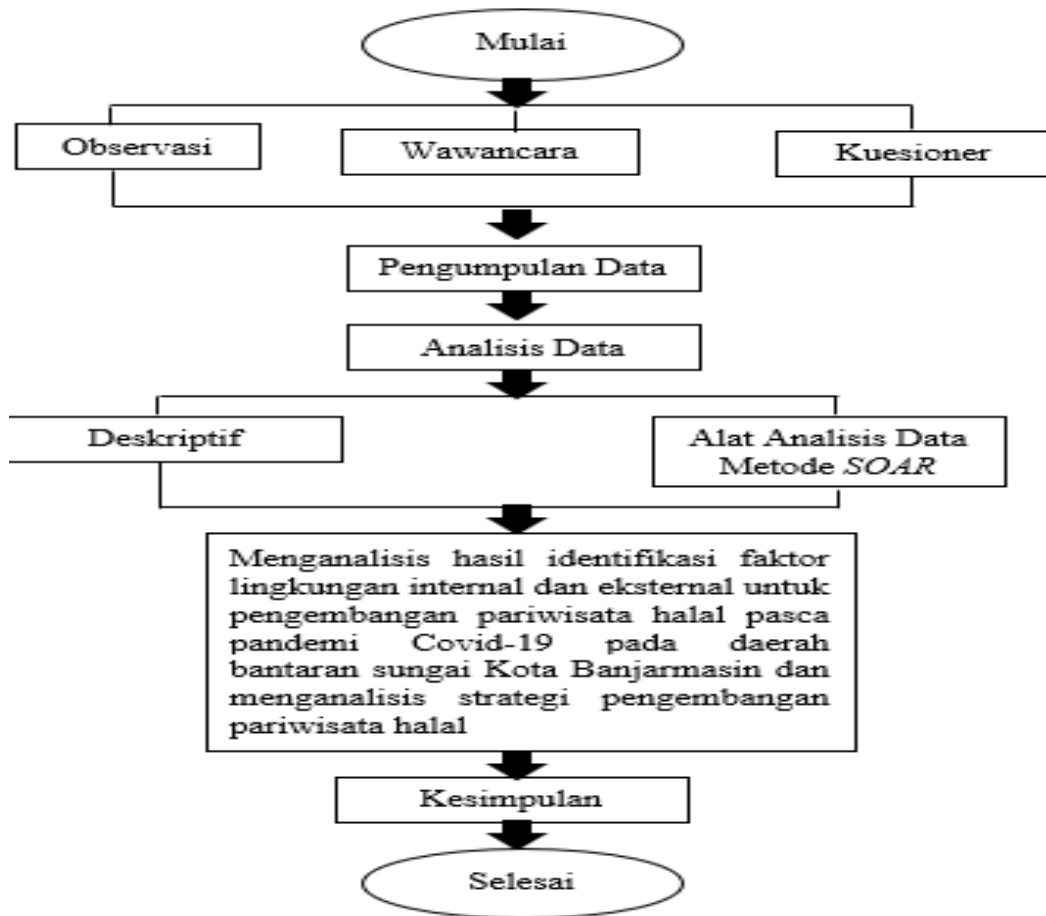 Mulai
Observasi
Wawancara
Kuesioner
Pengumpulan Data
Analisis Data
Deskriptif
Alat Analisis Data
Metode SOAR
Menganalisis hasil identifikasi faktor
lingkungan internal dan eksternal untuk
pengembangan pariwisata halal pasca
pandemi Covid-19 pada daerah
bantaran sungai Kota Banjarmasin dan
menganalisis strategi pengembangan
pariwisata halal
Kesimpulan
Selesai